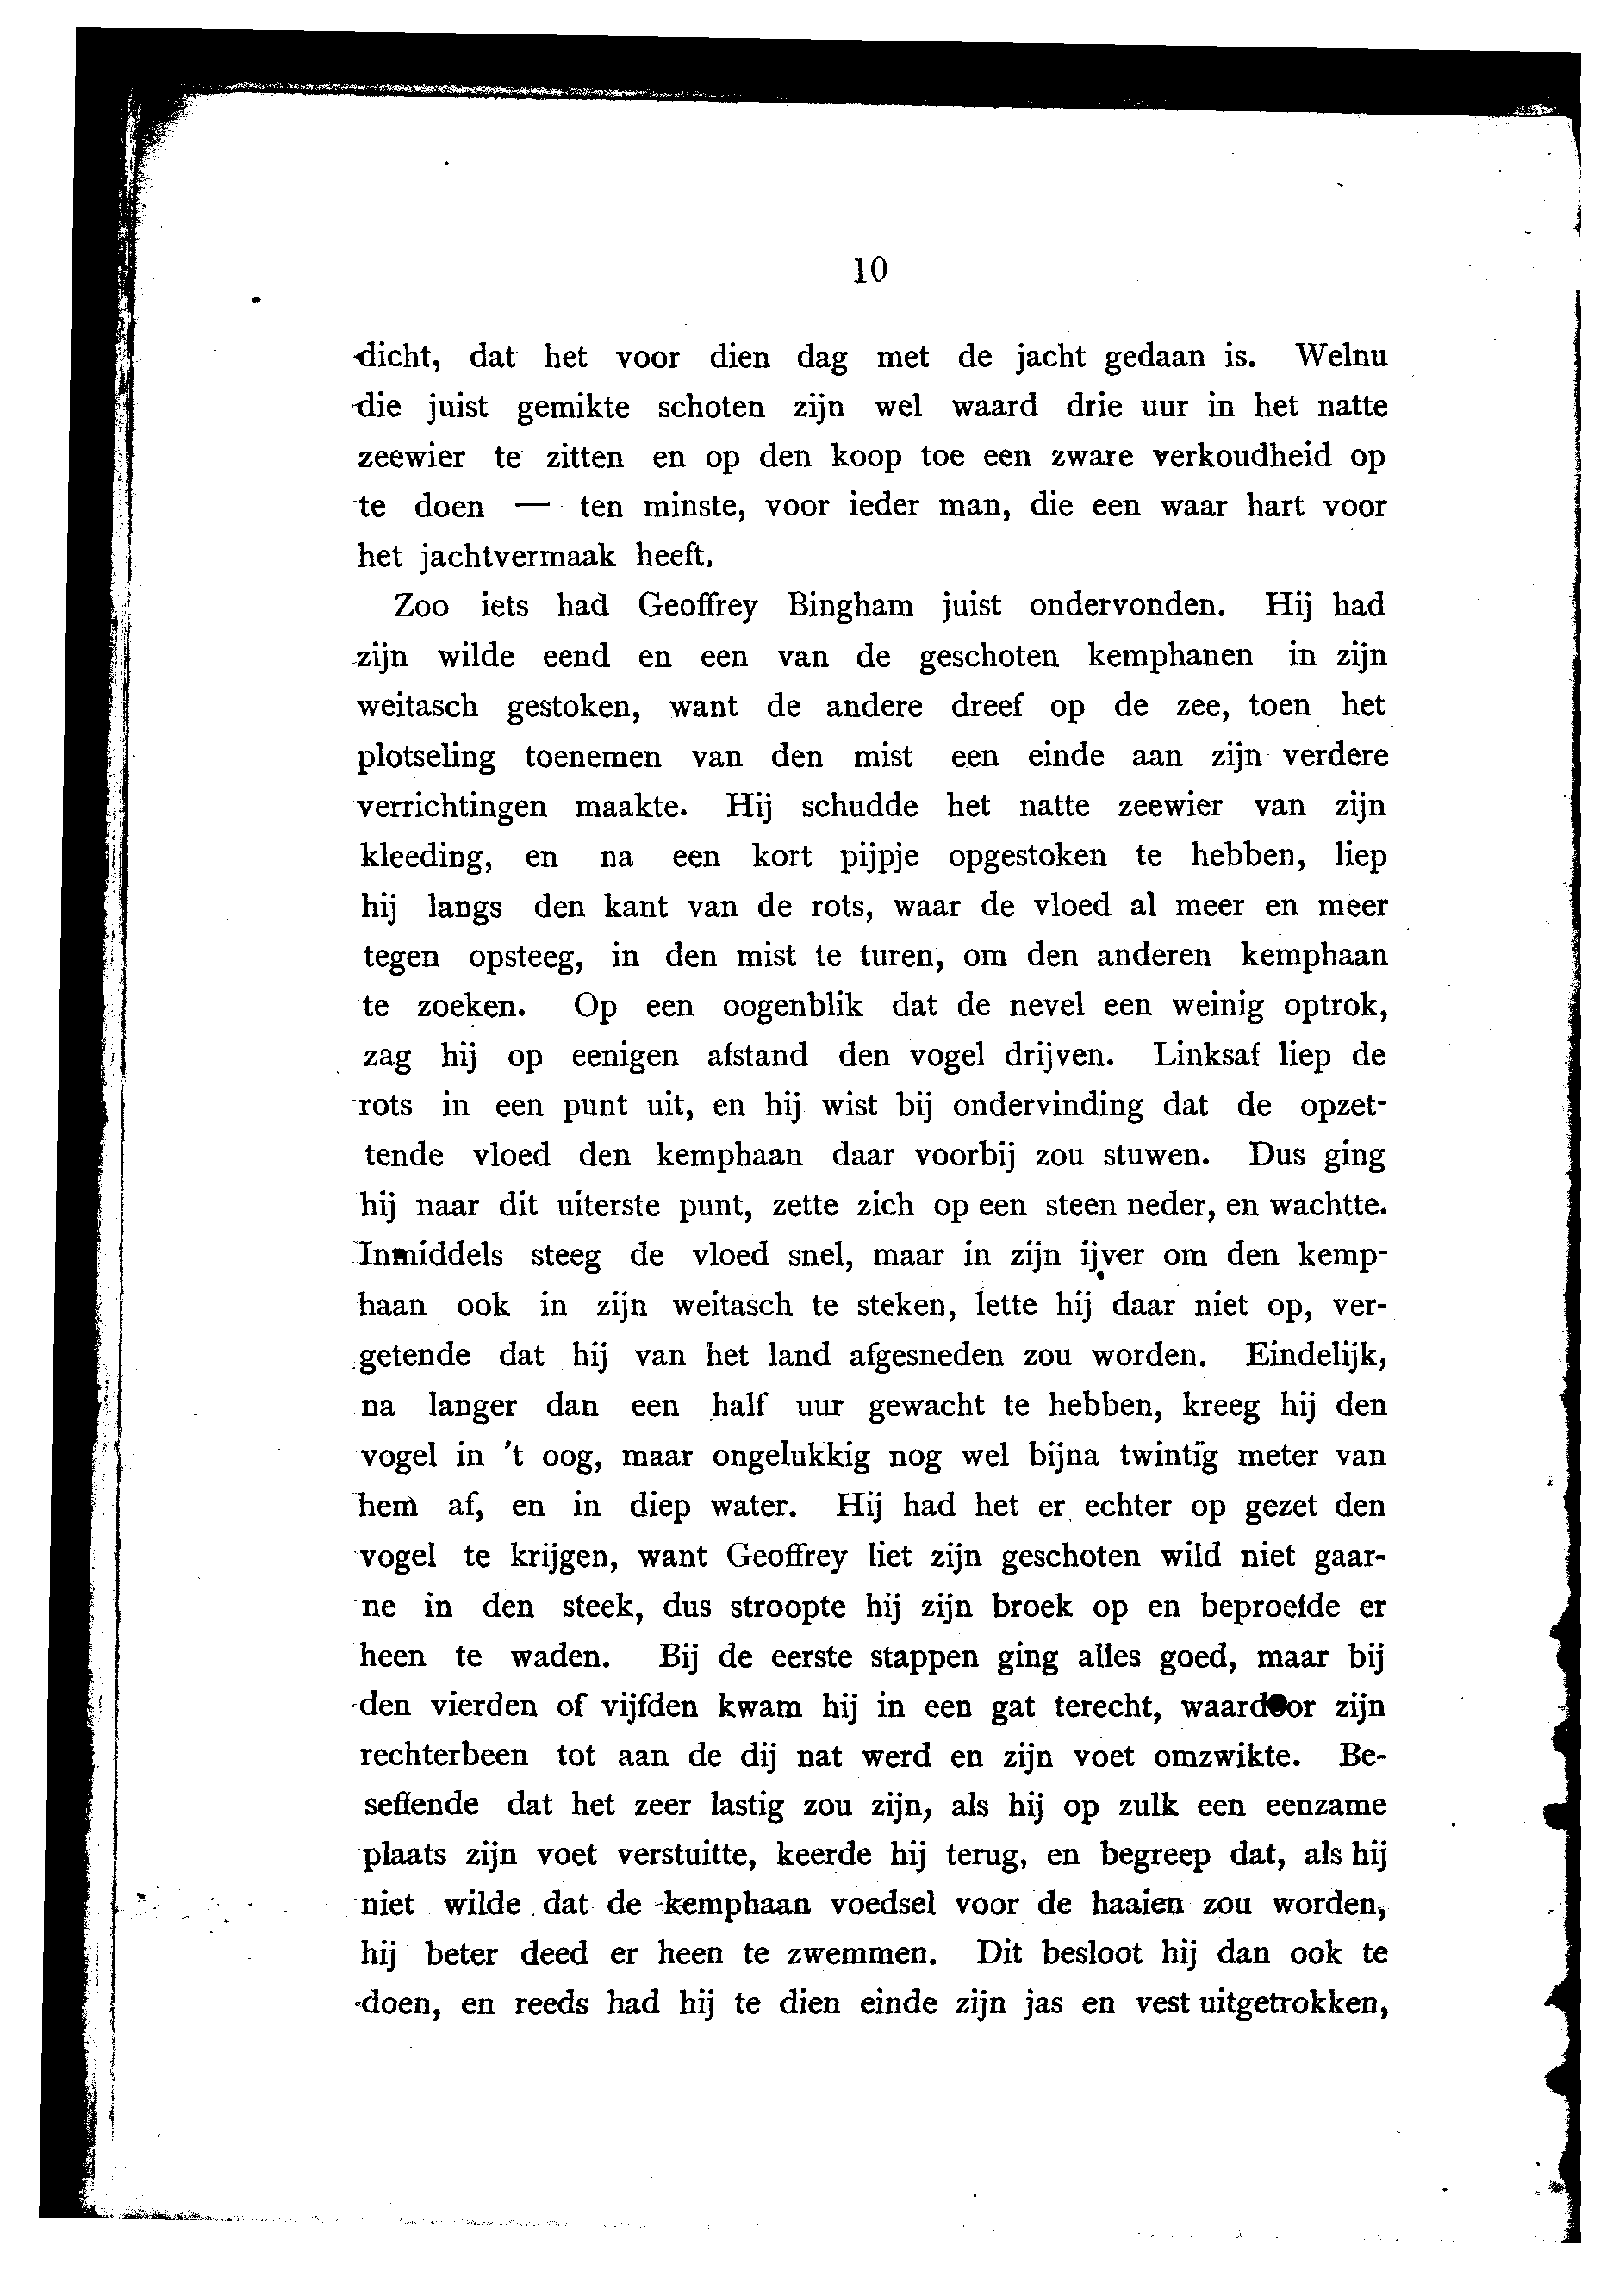 10
dicht, dat het voor dien dag met de jacht gedaan is. Welnu
die juist gemikte schoten zijn wel waard drie uur in het natte
zeewier te zitten en op den koop toe een zware verkoudheid op
te doen — ten minste, voor ieder man, die een waar hart voor
het jachtvermaak heeft.
Zoo iets had Geoffrey Bingham juist ondervonden. Hij had
zijn wilde eend en een van de geschoten kemphanen in zijn
weitasch gestoken, want de andere dreef op de zee, toen het
plotseling toenemen van den mist een einde aan zijn verdere
verrichtingen maakte. Hij schudde het natte zeewier van zijn
kleeding, en na een kort pijpje opgestoken te hebben, liep
hij langs den kant van de rots, waar de vloed al meer en meer
tegen opsteeg, in den mist te turen, om den anderen kemphaan
te zoeken. Op een oogenblik dat de nevel een weinig optrok,
zag hij op eenigen afstand den vogel drijven. Linksaf liep de
rots in een punt uit, en hij wist bij ondervinding dat de opzet-
tende vloed den kemphaan daar voorbij zou stuwen. Dus ging
hij naar dit uiterste punt, zette zich op een steen neder, en wachtte.
Inmiddels steeg de vloed snel, maar in zijn ijver om den kemp-
haan ook in zijn weitasch te steken, lette hij daar niet op, ver-
getende dat hij van het land afgesneden zou worden. Eindelijk,
na langer dan een half uur gewacht te hebben, kreeg hij den
vogel in 't oog, maar ongelukkig nog wel bijna twintig meter van
hem af, en in diep water. Hij had het er echter op gezet den
vogel te krijgen, want Geoffrey liet zijn geschoten wild niet gaar-
ne in den steek, dus stroopte hij zijn broek op en beproefde er
heen te waden. Bij de eerste stappen ging alles goed, maar bij
den vierden of vijfden kwam hij in een gat terecht, waardoor zijn
rechterbeen tot aan de dij nat werd en zijn voet omzwikte. Be-
seffende dat het zeer lastig zou zijn, als hij op zulk een eenzame
plaats zijn voet verstuitte, keerde hij terug, en begreep dat, als hij
niet wilde dat de kemphaan voedsel voor de haaien zou worden,
hij beter deed er heen te zwemmen. Dit besloot hij dan ook te
doen, en reeds had hij te dien einde zijn jas en vest uitgetrokken,